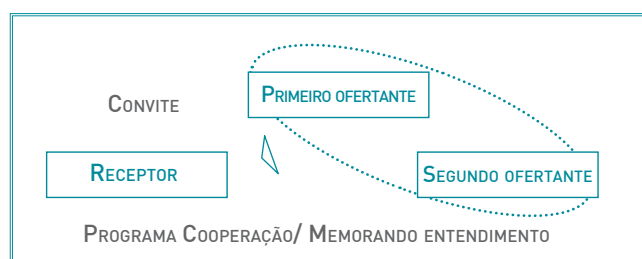 Primeiro ofertante
Convite
Receptor
Segundo ofertante
Programa Cooperação/ Memorando entendimento